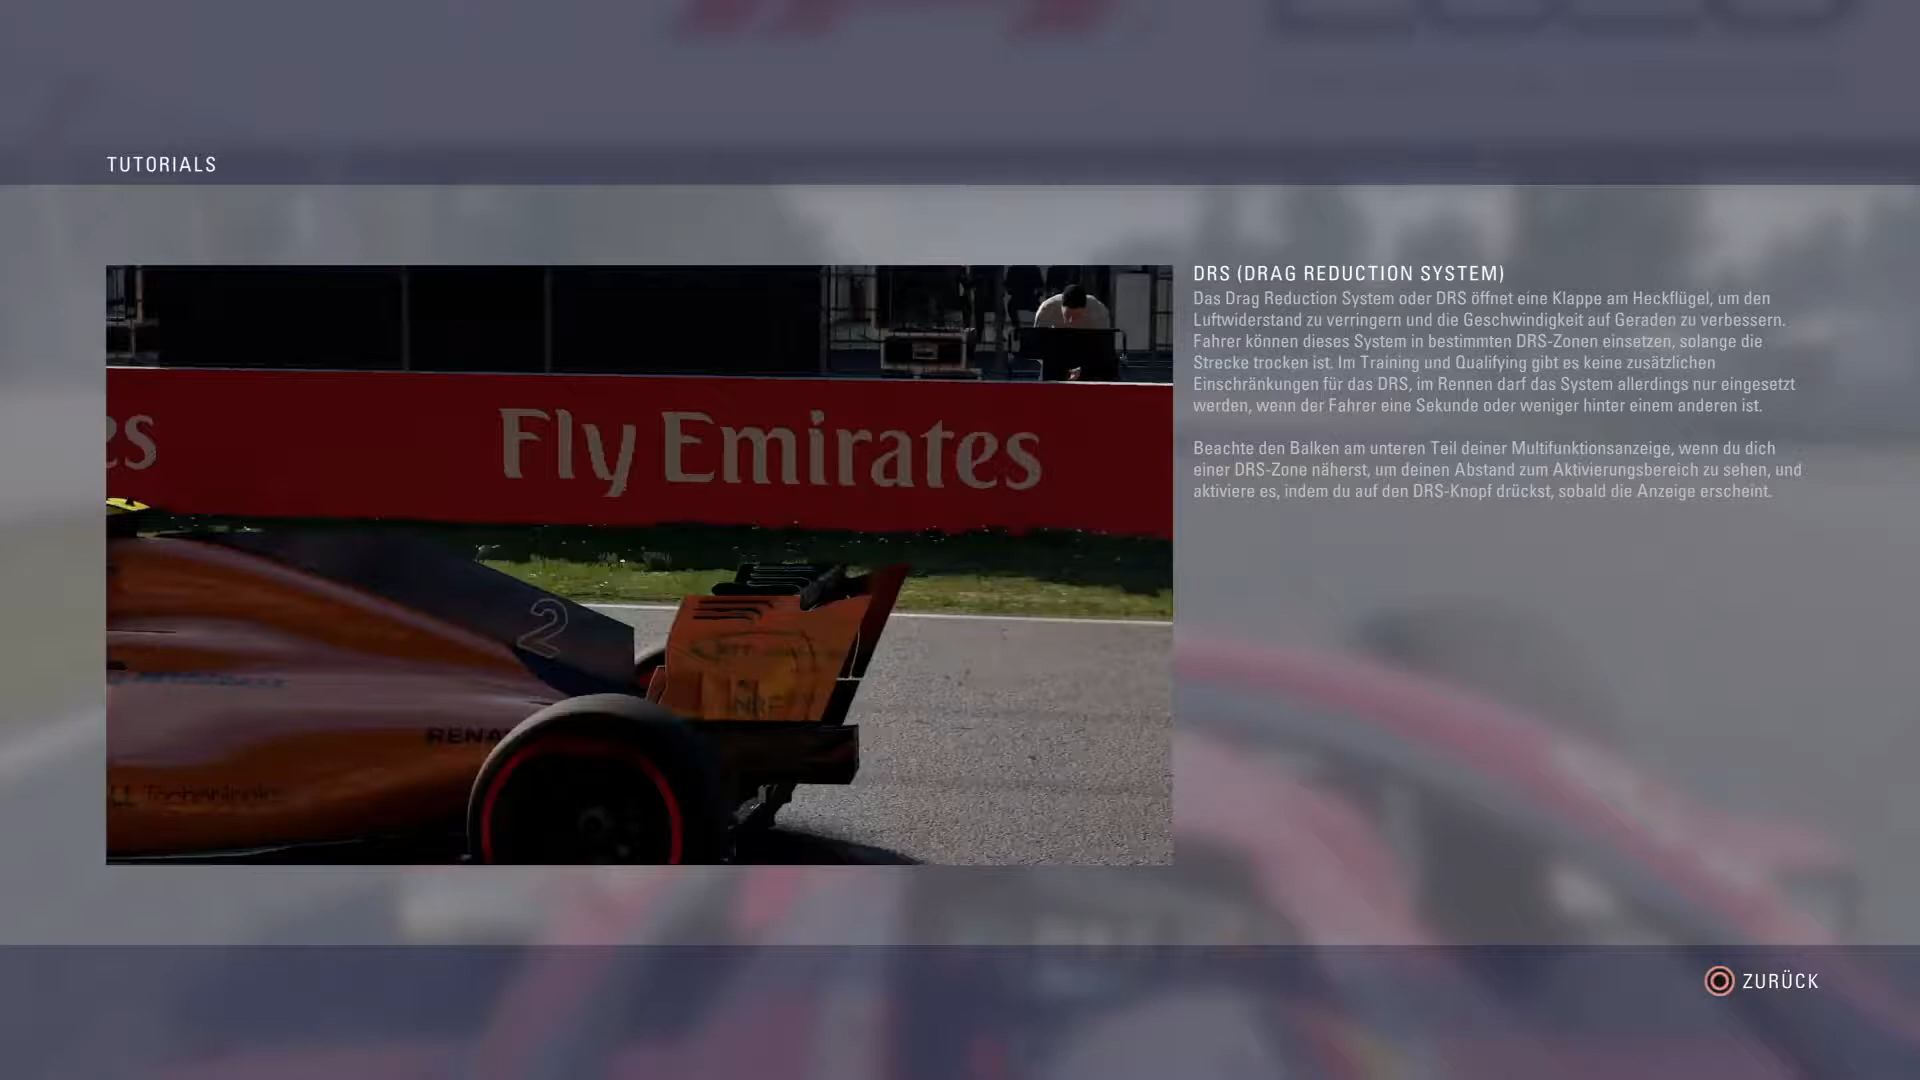 TUTORIALS
DRS (DRAG REDUCTION SYSTEM)
Das Drag Reduction System oder DRS öffnet eine Klappe am Heckflügel, um den
Luftwiderstand zu verringern und die Geschwindigkeit auf Geraden zu verbessern.
Fahrer können dieses System in bestimmten DRS-Zonen einsetzen, solange die
Strecke trocken ist. Im Training und Qualifying gibt es keine zusätzlichen
Einschränkungen für das DRS, im Rennen darf das System allerdings nur eingesetzt
werden, wenn der Fahrer eine Sekunde oder weniger hinter einem anderen ist.
Beachte den Balken am unteren Teil deiner Multifunktionsanzeige, wenn du dich
einer DRS-Zone näherst, um deinen Abstand zum Aktivierungsbereich zu sehen, und
aktiviere es, indem du auf den DRS-Knopf drückst, sobald die Anzeige erscheint.
es Fly Emirates
2
RENA
ZURÜCK